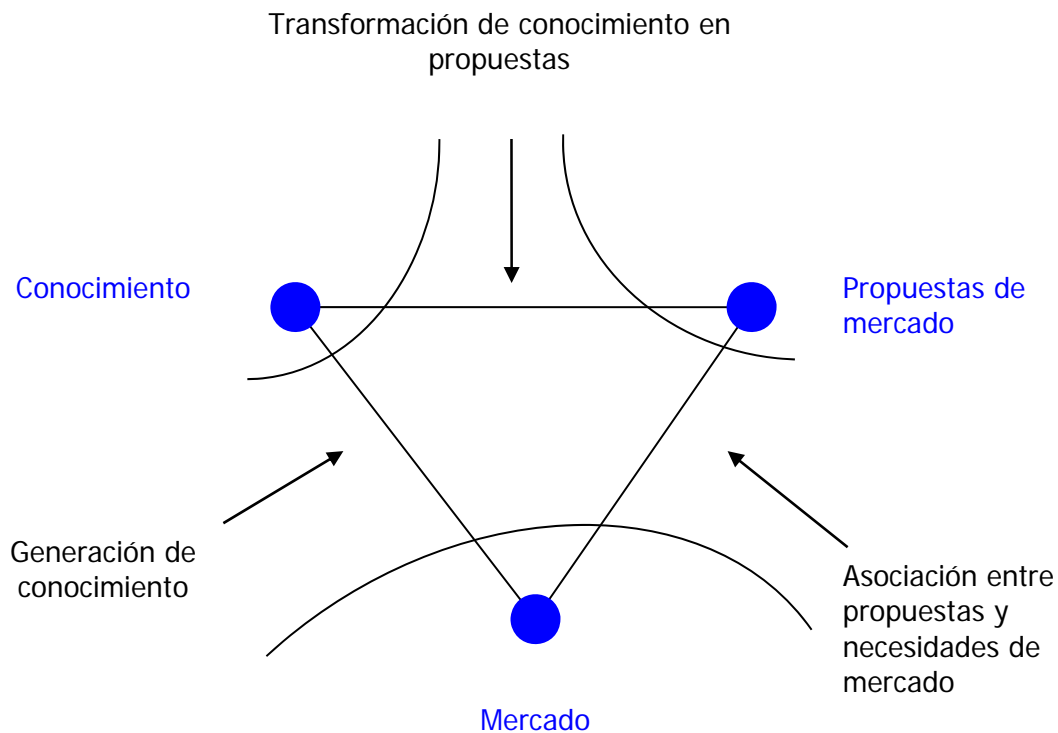 Transformación de conocimiento en
propuestas
Conocimiento
Propuestas de
mercado
Generación de
conocimiento
Asociación entre
propuestas y
necesidades de
mercado
Mercado